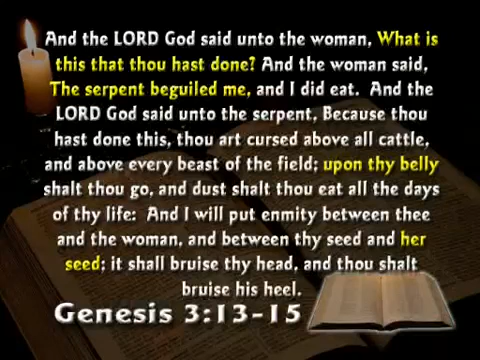 And the LORD God said unto the woman, What is
this that thou hast done? And the woman said,
The serpent beguiled me, and I did eat. And the
LORD God said unto the serpent, Because thou
hast done this, thou art cursed above all cattle,
and above every beast of the field; upon thy belly
shalt thou go, and dust shalt thou eat all the days
of thy life: And I will put enmity between thee
and the woman, and between thy seed and her
seed; it shall bruise thy head, and thou shalt
bruise his heel.
Genesis 3:13-15